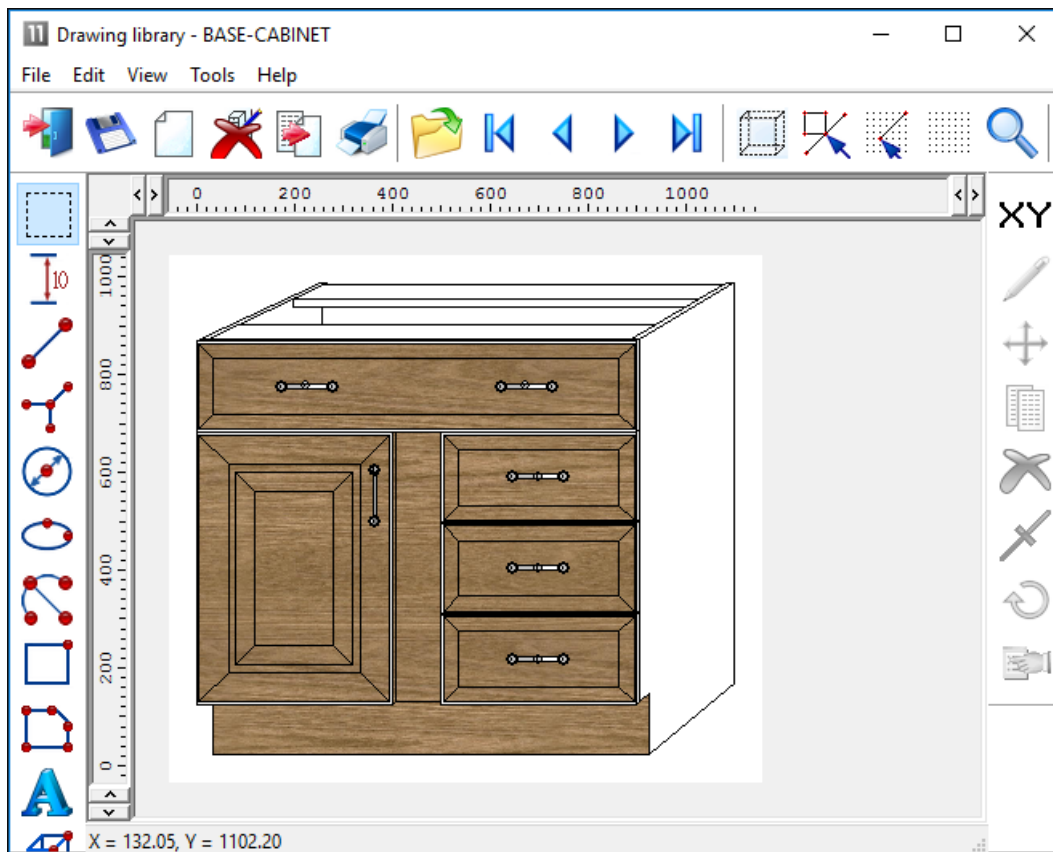 11 Drawing library - BASE-CABINET
File Edit View Tools Help
0 200 400 600 800 1000
XY
10
1000
800
600
400
200
0
A
X = 132.05, Y = 1102.20